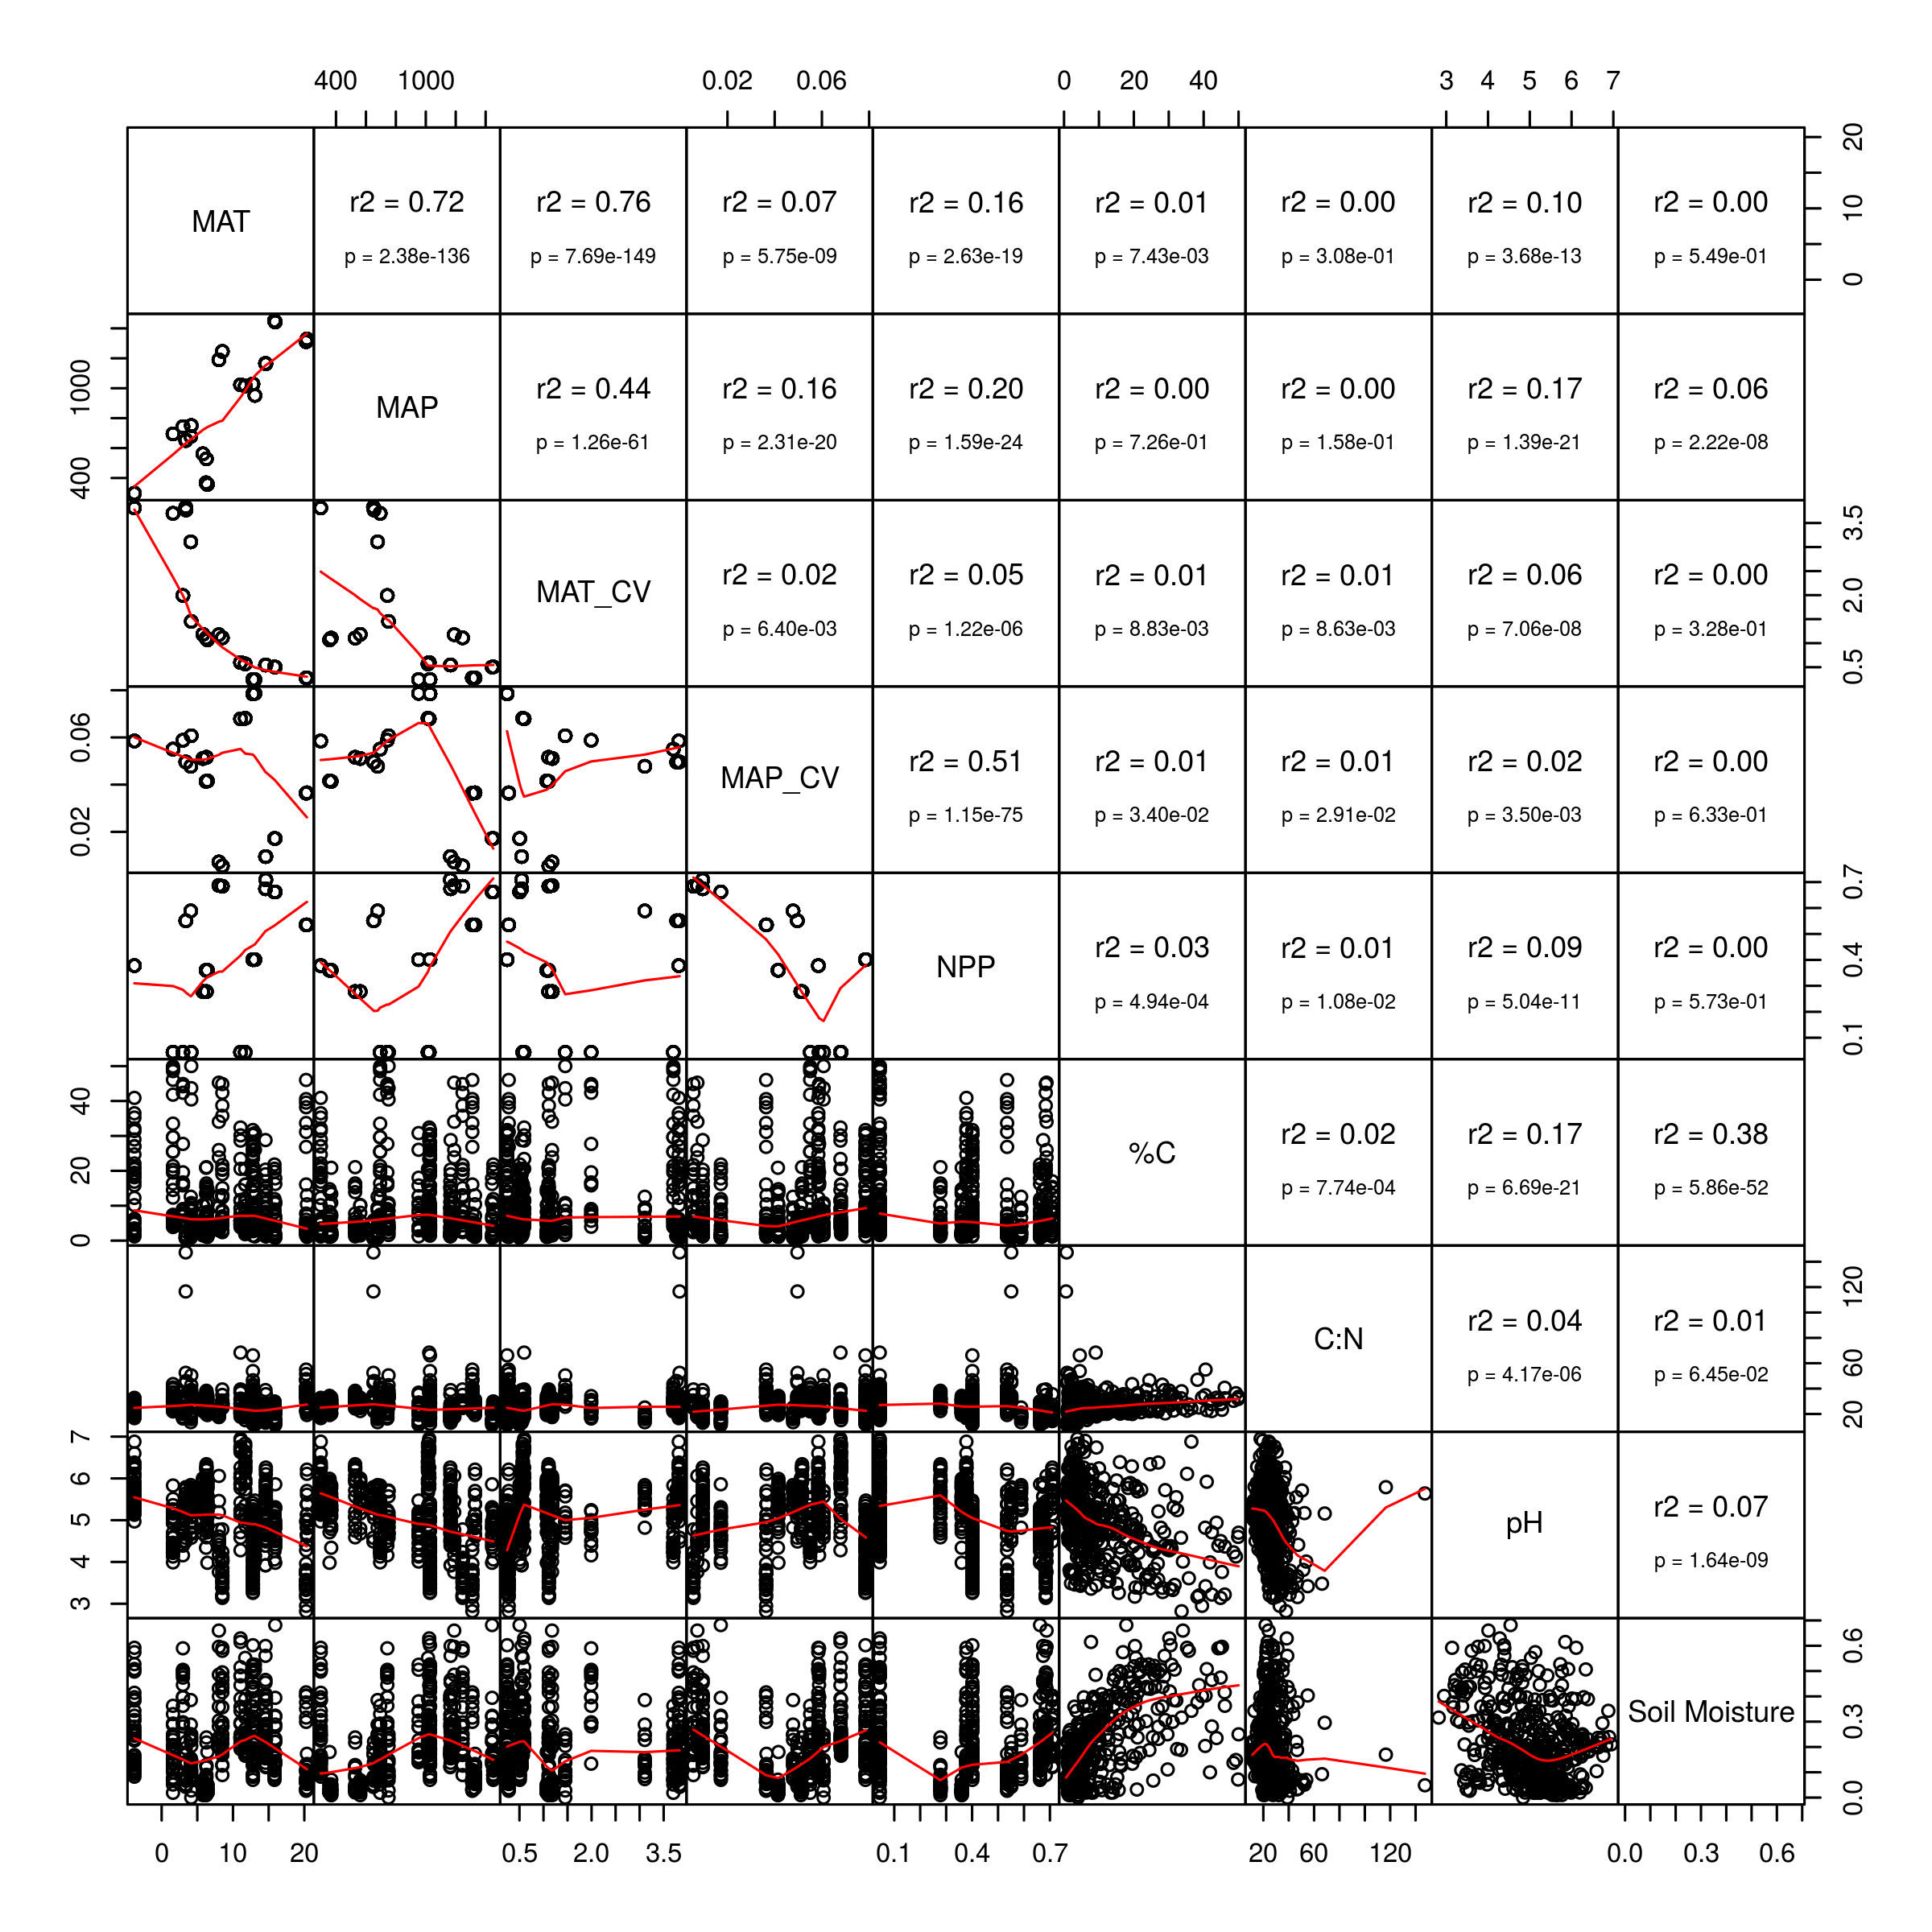 400 1000 0.02 0.06 0 20 40 3 4 5 6 7
MAT r2 = 0.72 r2 = 0.76 r2 = 0.07 r2 = 0.16 r2 = 0.01 r2 = 0.00 r2 = 0.10 r2 = 0.00
p = 2.38e-136 p = 7.69e-149 p = 5.75e-09 p = 2.63e-19 p = 7.43e-03 p = 3.08e-01 p = 3.68e-13 p = 5.49e-01
0 10 20
400 1000
MAP r2 = 0.44 r2 = 0.16 r2 = 0.20 r2 = 0.00 r2 = 0.00 r2 = 0.17 r2 = 0.06
p = 1.26e-61 p = 2.31e-20 p = 1.59e-24 p = 7.26e-01 p = 1.58e-01 p = 1.39e-21 p = 2.22e-08
MAT_CV r2 = 0.02 r2 = 0.05 r2 = 0.01 r2 = 0.01 r2 = 0.06 r2 = 0.00
p = 6.40e-03 p = 1.22e-06 p = 8.83e-03 p = 8.63e-03 p = 7.06e-08 p = 3.28e-01
0.5 2.0 3.5
0.02 0.06
MAP_CV r2 = 0.51 r2 = 0.01 r2 = 0.01 r2 = 0.02 r2 = 0.00
p = 1.15e-75 p = 3.40e-02 p = 2.91e-02 p = 3.50e-03 p = 6.33e-01
NPP r2 = 0.03 r2 = 0.01 r2 = 0.09 r2 = 0.00
p = 4.94e-04 p = 1.08e-02 p = 5.04e-11 p = 5.73e-01
0.1 0.4 0.7
0 20 40
%C r2 = 0.02 r2 = 0.17 r2 = 0.38
p = 7.74e-04 p = 6.69e-21 p = 5.86e-52
C:N r2 = 0.04 r2 = 0.01
p = 4.17e-06 p = 6.45e-02
20 60 120
3 4 5 6 7
pH r2 = 0.07
p = 1.64e-09
Soil Moisture
0.0 0.3 0.6
0 10 20 0.5 2.0 3.5 0.1 0.4 0.7 20 60 120 0.0 0.3 0.6